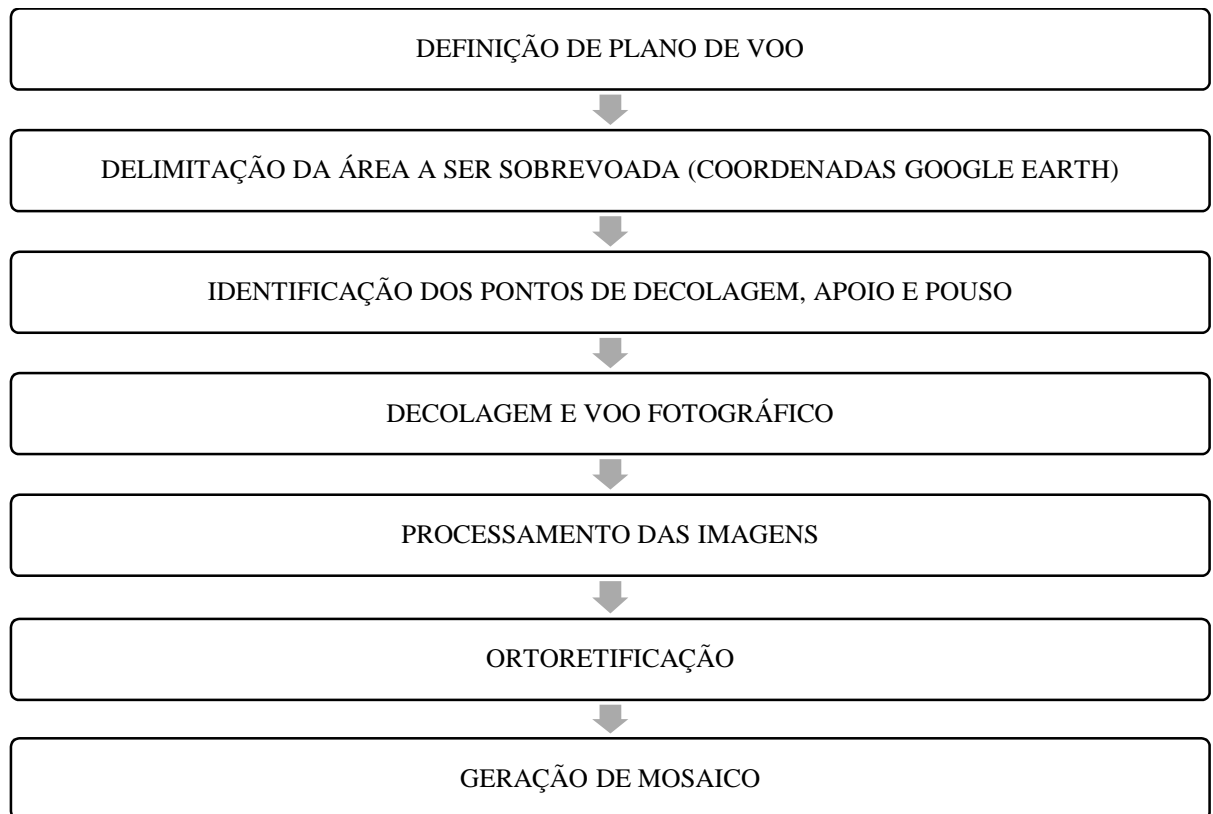 DEFINIÇÃO DE PLANO DE VOO
DELIMITAÇÃO DA ÁREA A SER SOBREVOADA (COORDENADAS GOOGLE EARTH)
IDENTIFICAÇÃO DOS PONTOS DE DECOLAGEM, APOIO E POUSO
DECOLAGEM E VOO FOTOGRÁFICO
PROCESSAMENTO DAS IMAGENS
ORTORETIFICAÇÃO
GERAÇÃO DE MOSAICO